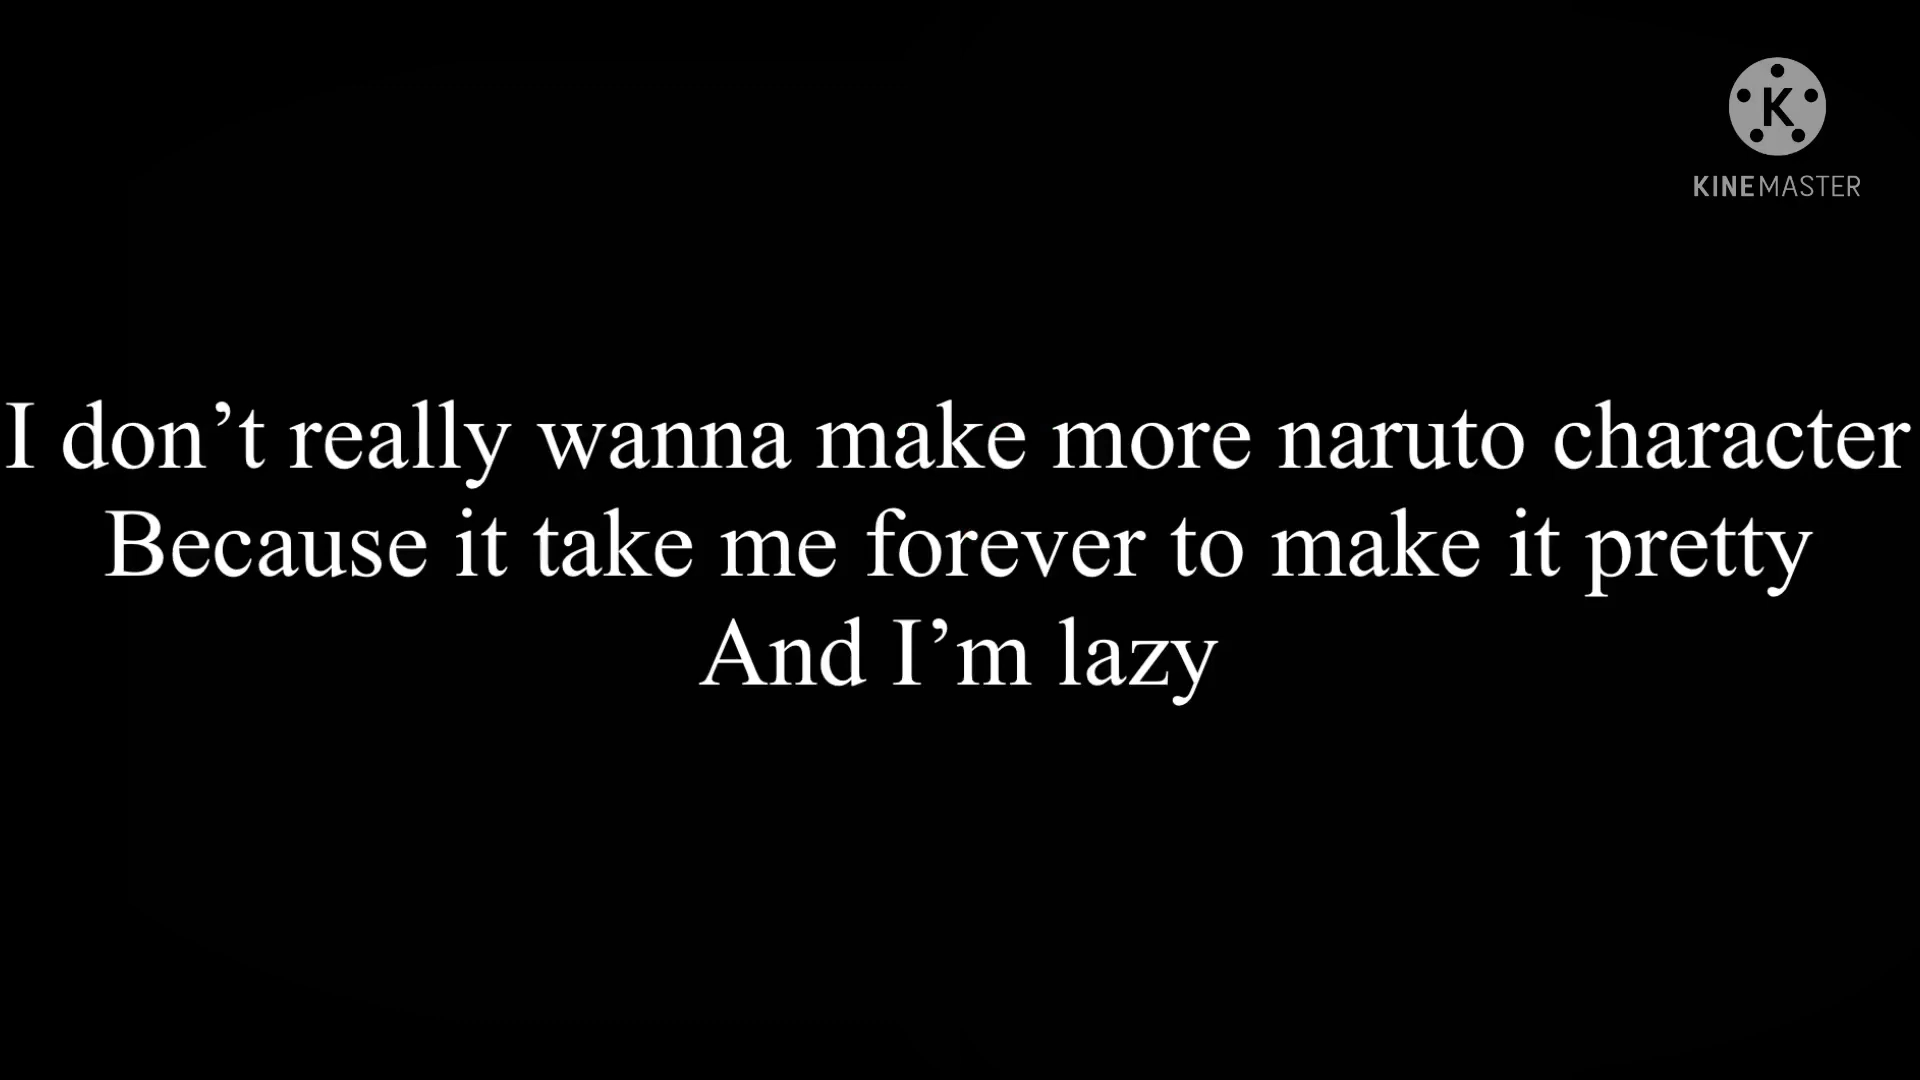 K
KINEMASTER
I don’t really wanna make more naruto character
Because it take me forever to make it pretty
And I’m lazy